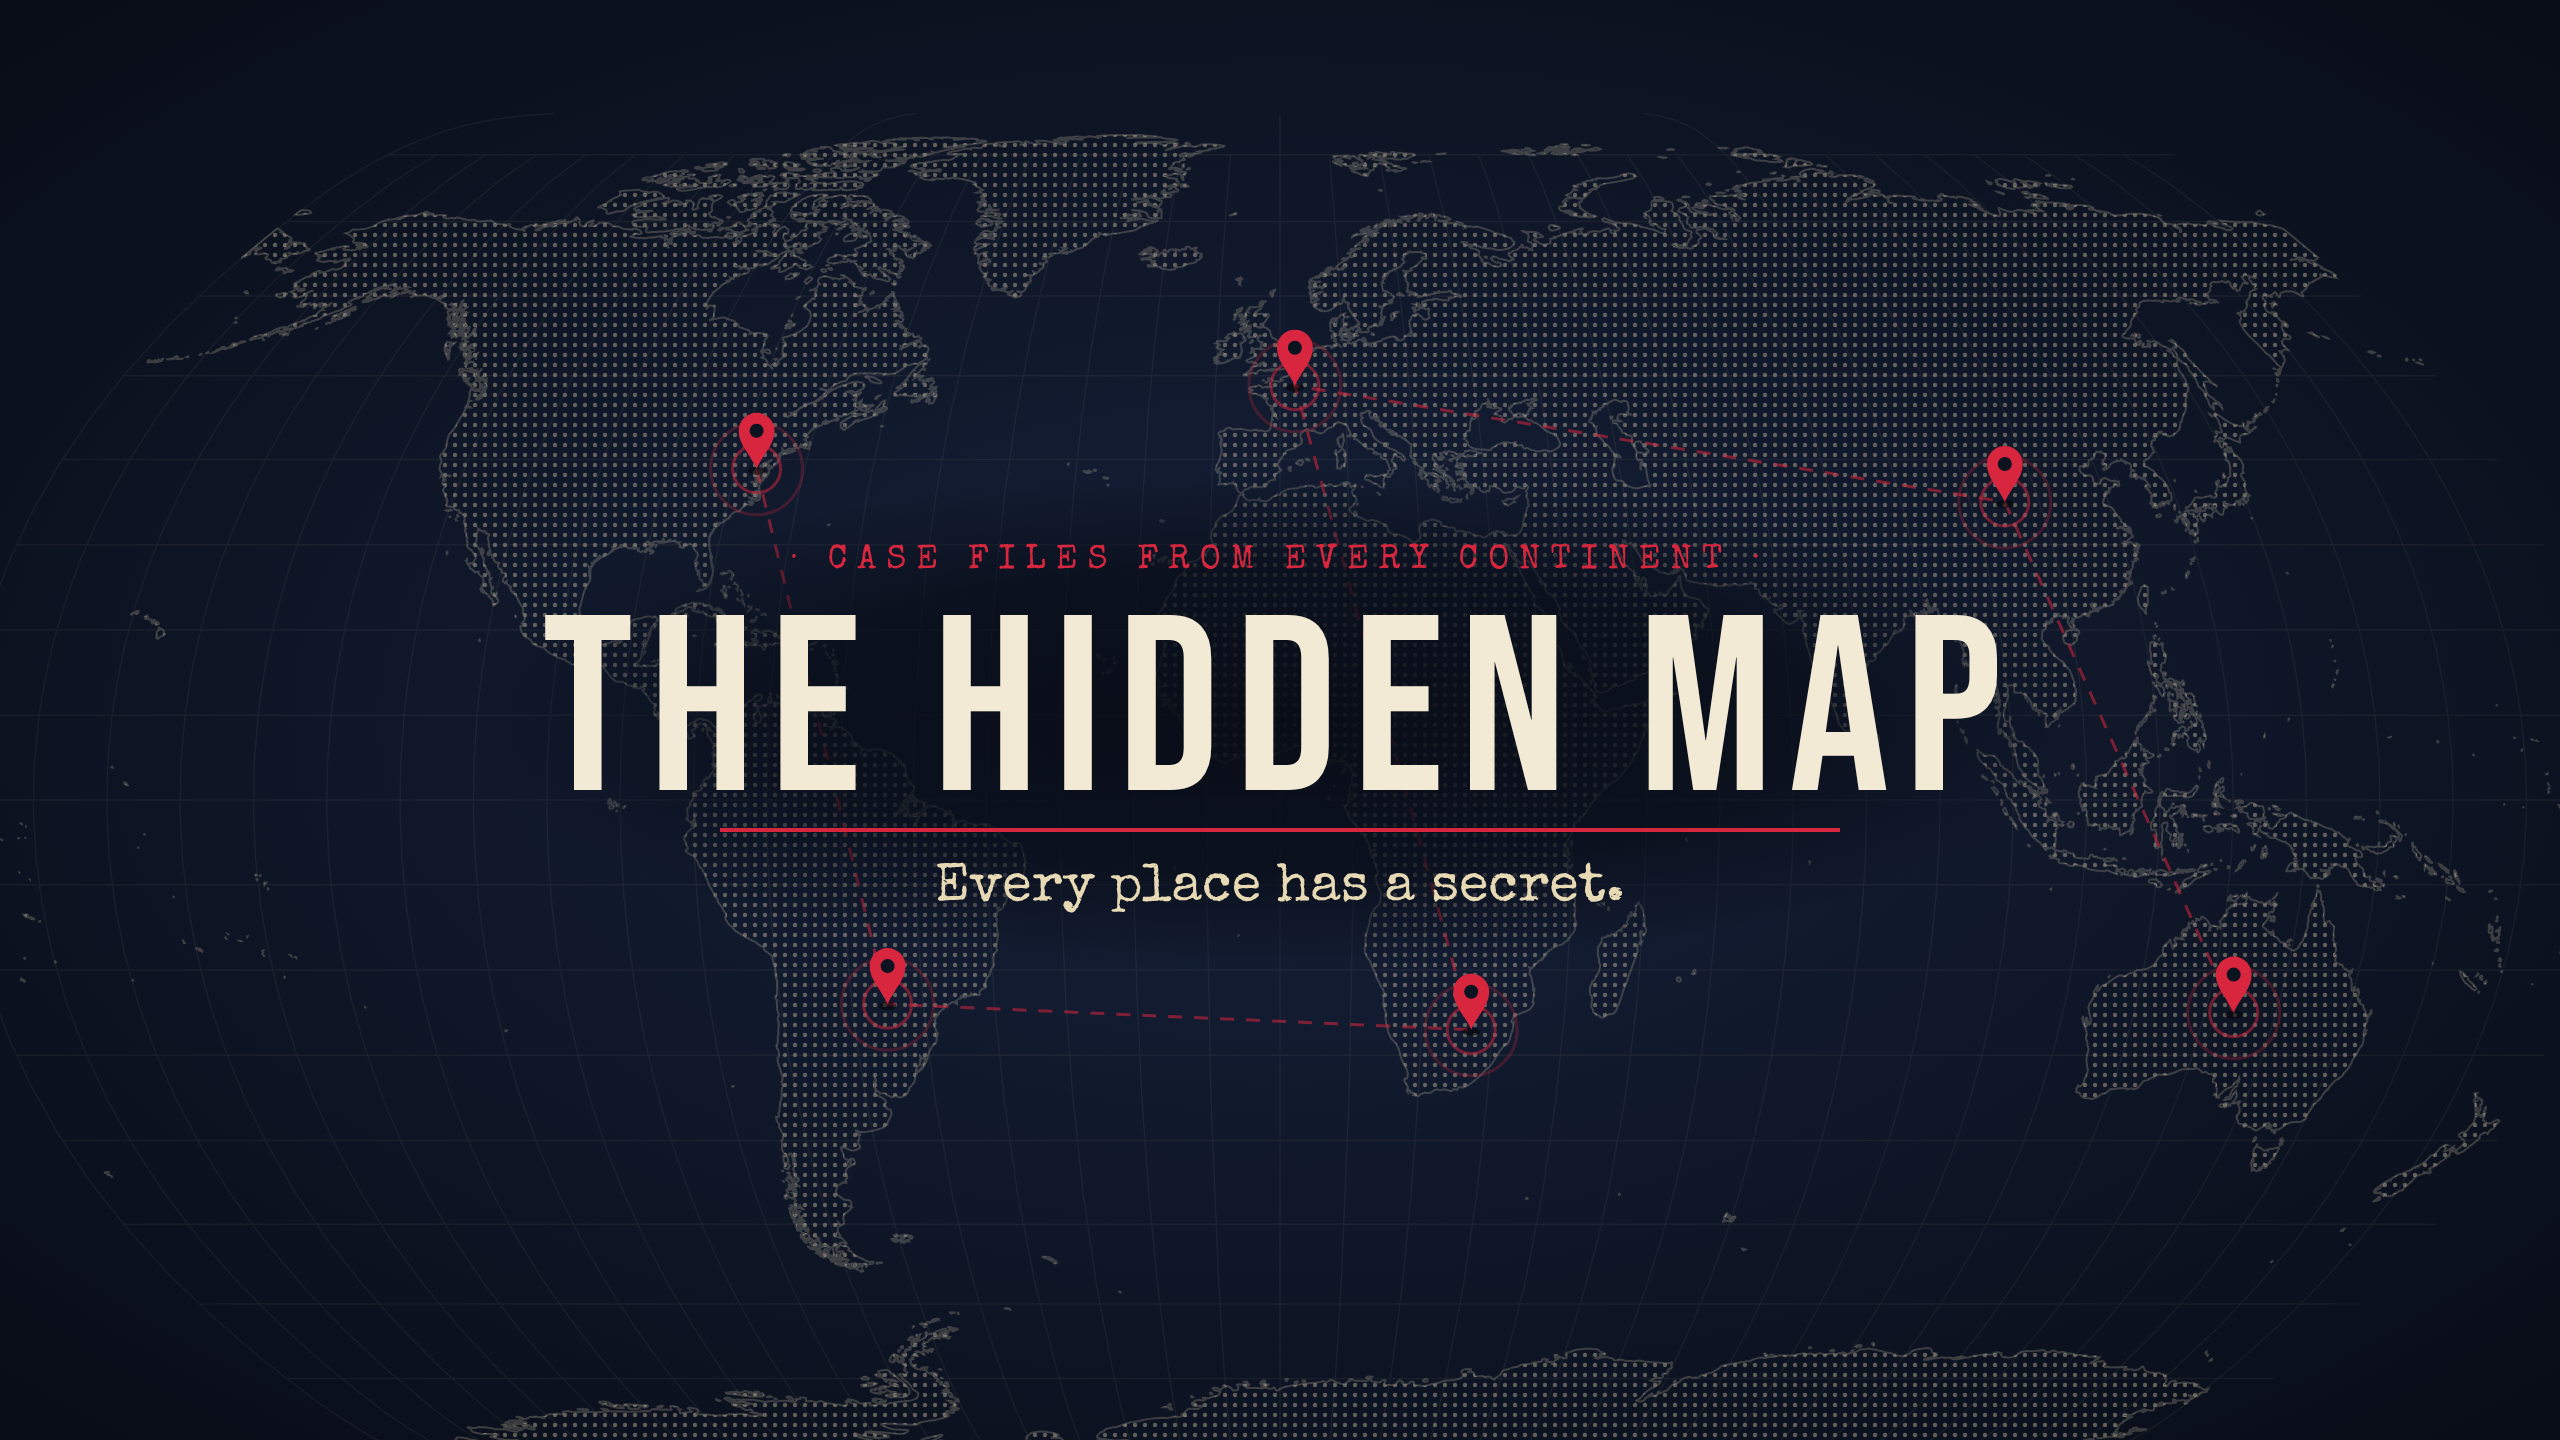 · CASE FILES FROM EVERY CONTINENT ·
THE HIDDEN MAP
Every place has a secret.